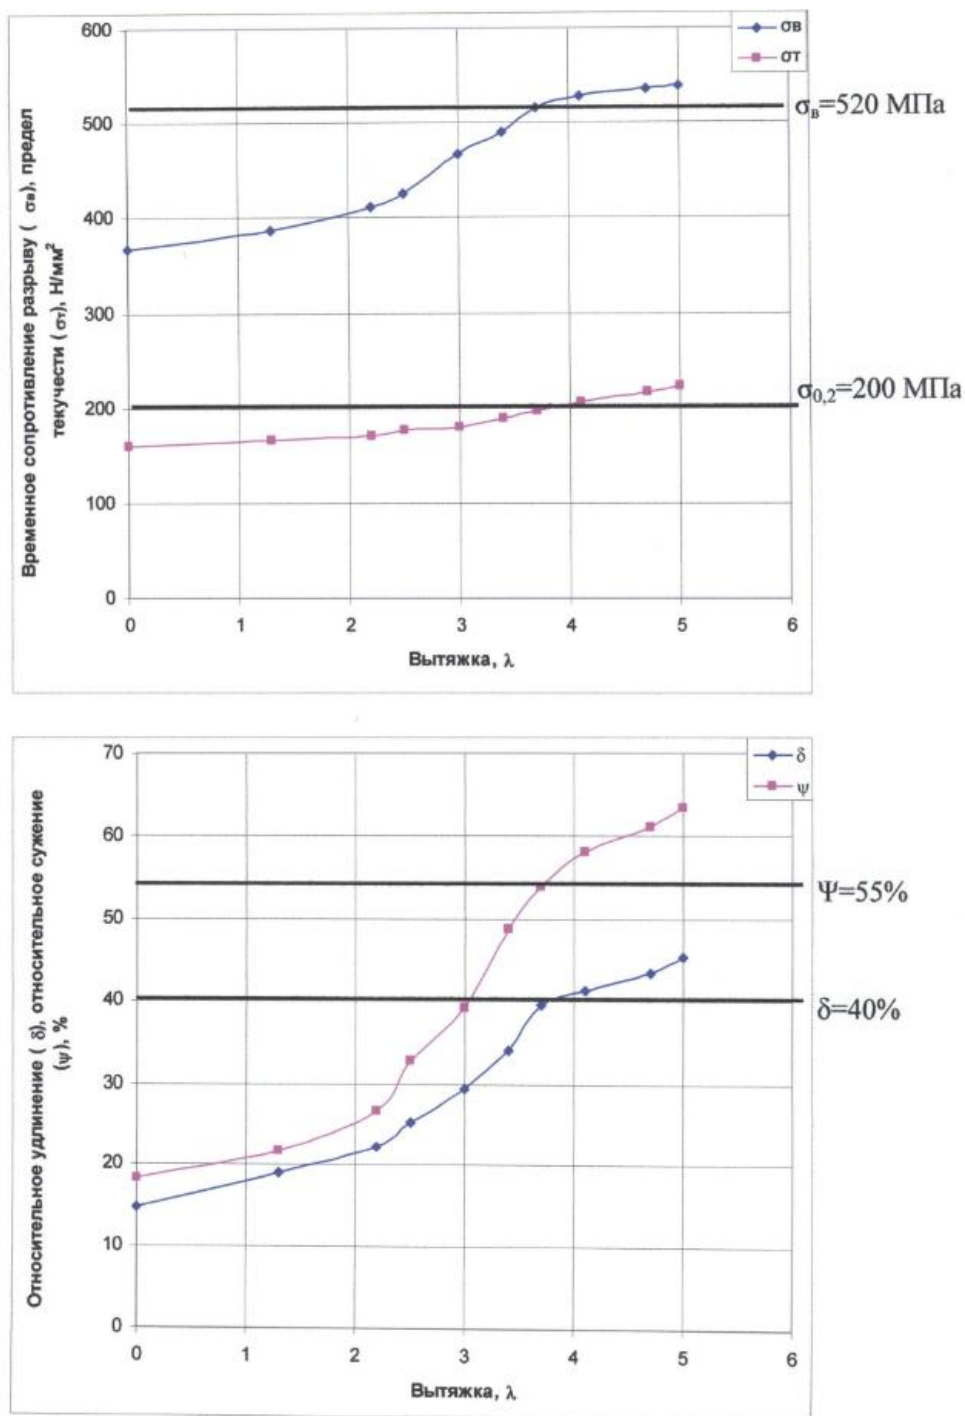 σв
σт
600
500
400
300
200
100
0
0 1 2 3 4 5 6
Временное сопротивление разрыву ( σв), предел
текучести (σт), Н/мм²
Вытяжка, λ
σв=520 МПа
σ0,2=200 МПа
δ
ψ
70
60
50
40
30
20
10
0
0 1 2 3 4 5 6
Относительное удлинение ( δ), относительное сужение
(ψ), %
Вытяжка, λ
Ψ=55%
δ=40%